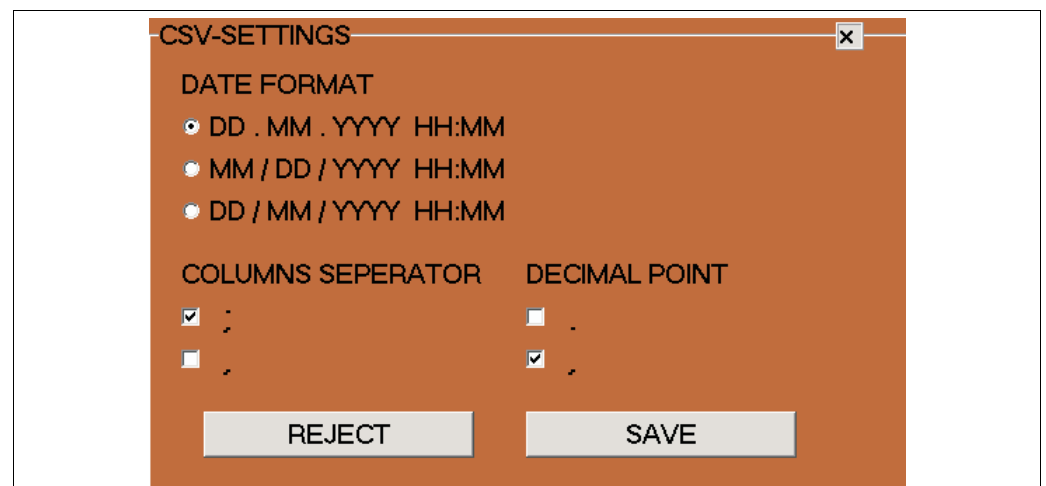 CSV-SETTINGS
DATE FORMAT
DD . MM . YYYY HH:MM
MM / DD / YYYY HH:MM
DD / MM / YYYY HH:MM
COLUMNS SEPERATOR DECIMAL POINT
; .
, ,
REJECT SAVE